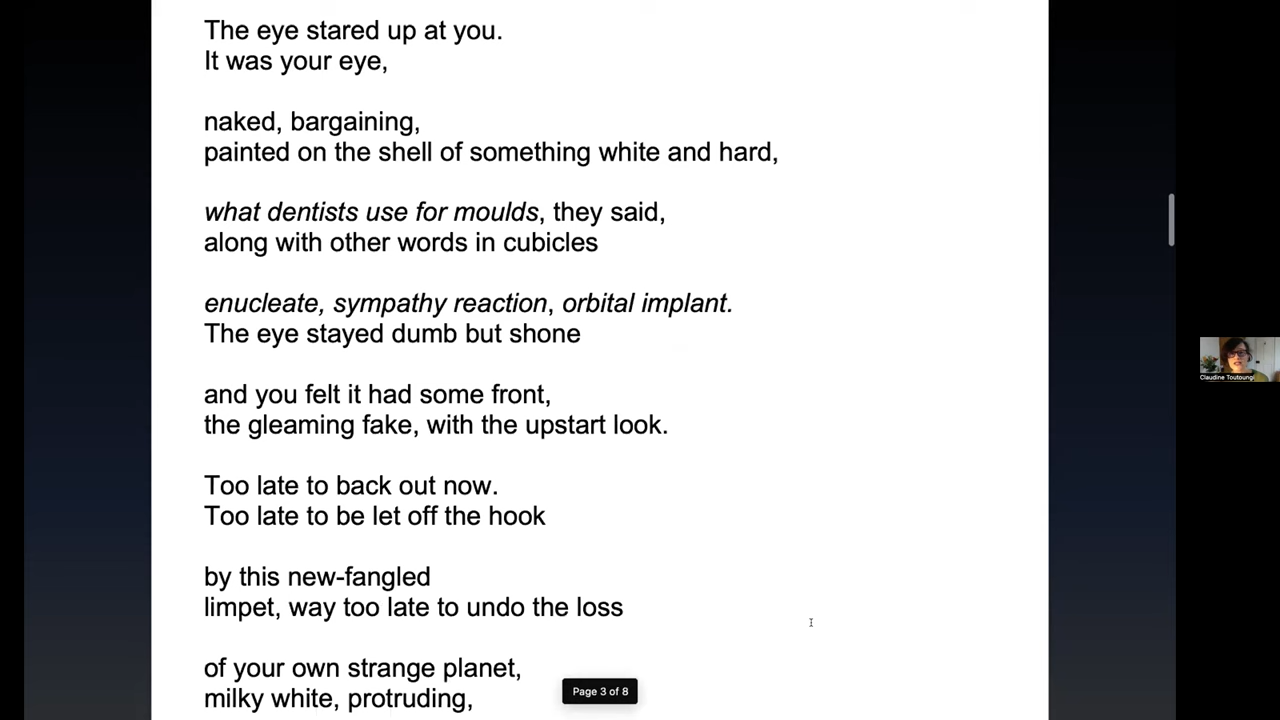 The eye stared up at you.
It was your eye,
naked, bargaining,
painted on the shell of something white and hard,
what dentists use for moulds, they said,
along with other words in cubicles
enucleate, sympathy reaction, orbital implant.
The eye stayed dumb but shone
and you felt it had some front,
the gleaming fake, with the upstart look.
Too late to back out now.
Too late to be let off the hook
by this new-fangled
limpet, way too late to undo the loss
of your own strange planet,
milky white, protruding,
Page 3 of 8
Claudine Toutoungi